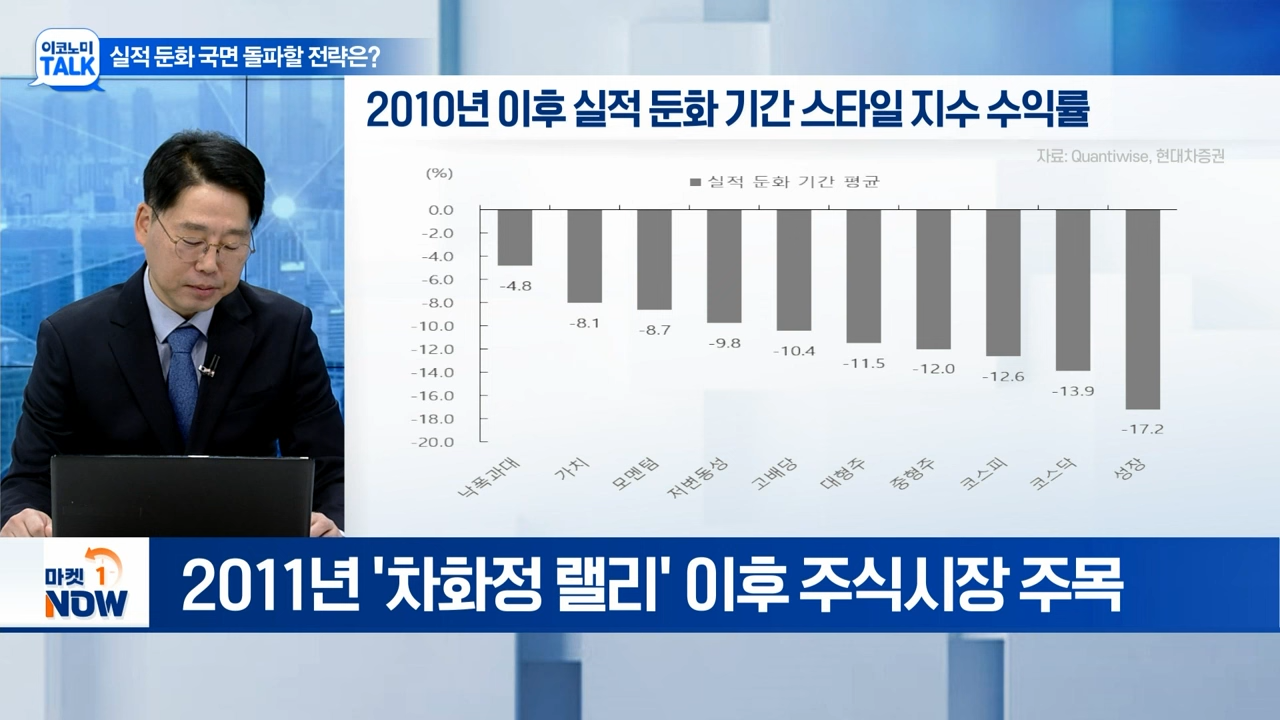 이코노미
TALK
실적 둔화 국면 돌파할 전략은?
2010년 이후 실적 둔화 기간 스타일 지수 수익률
자료: Quantiwise, 현대차증권
(%)
■ 실적 둔화 기간 평균
0.0
-2.0
-4.0
-6.0
-8.0
-10.0
-12.0
-14.0
-16.0
-18.0
-20.0
-4.8
-8.1
-8.7
-9.8
-10.4
-11.5
-12.0
-12.6
-13.9
-17.2
낙폭과대
가치
모멘텀
저변동성
고배당
대형주
중형주
코스피
코스닥
성장
마켓 1
NOW
2011년 '차화정 랠리' 이후 주식시장 주목